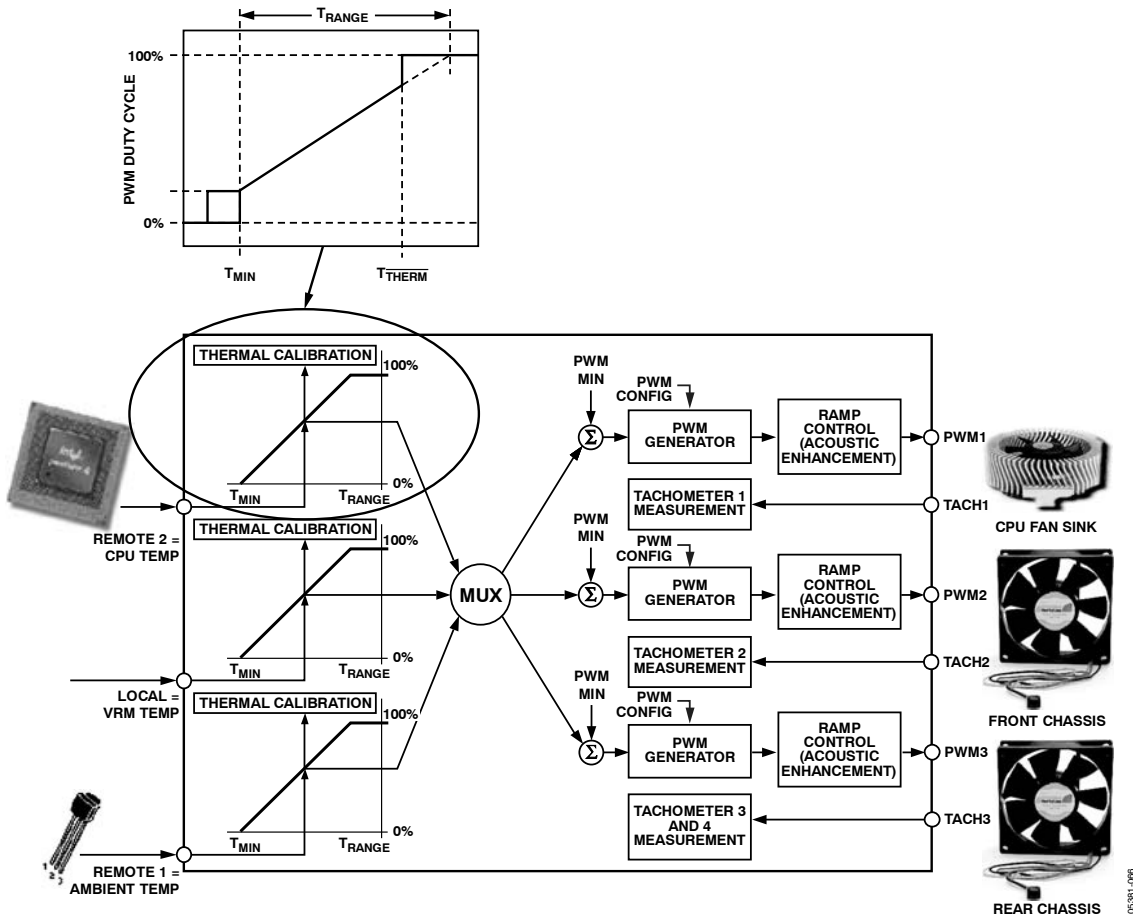 TRANGE
100%
PWM DUTY CYCLE
0%
TMIN
TTHERM
THERMAL CALIBRATION
100%
0%
TMIN
TRANGE
REMOTE 2 =
CPU TEMP
THERMAL CALIBRATION
100%
0%
TMIN
TRANGE
LOCAL =
VRM TEMP
THERMAL CALIBRATION
100%
0%
TMIN
TRANGE
REMOTE 1 =
AMBIENT TEMP
1
2
3
MUX
PWM
MIN
Σ
PWM
CONFIG
PWM
GENERATOR
RAMP
CONTROL
(ACOUSTIC
ENHANCEMENT)
PWM1
TACHOMETER 1
MEASUREMENT
TACH1
CPU FAN SINK
PWM
MIN
Σ
PWM
CONFIG
PWM
GENERATOR
RAMP
CONTROL
(ACOUSTIC
ENHANCEMENT)
PWM2
TACHOMETER 2
MEASUREMENT
TACH2
FRONT CHASSIS
PWM
MIN
Σ
PWM
CONFIG
PWM
GENERATOR
RAMP
CONTROL
(ACOUSTIC
ENHANCEMENT)
PWM3
TACHOMETER 3
AND 4
MEASUREMENT
TACH3
REAR CHASSIS
05381-066